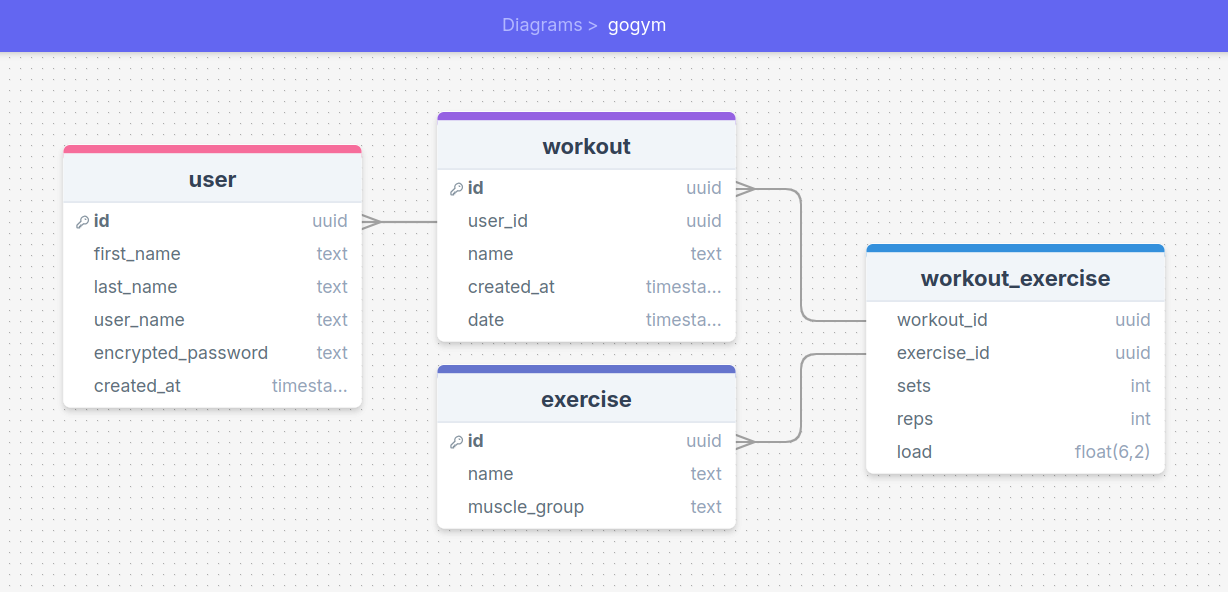 Diagrams > gogym
user
id uuid
first_name text
last_name text
user_name text
encrypted_password text
created_at timesta...
workout
id uuid
user_id uuid
name text
created_at timesta...
date timesta...
exercise
id uuid
name text
muscle_group text
workout_exercise
workout_id uuid
exercise_id uuid
sets int
reps int
load float(6,2)